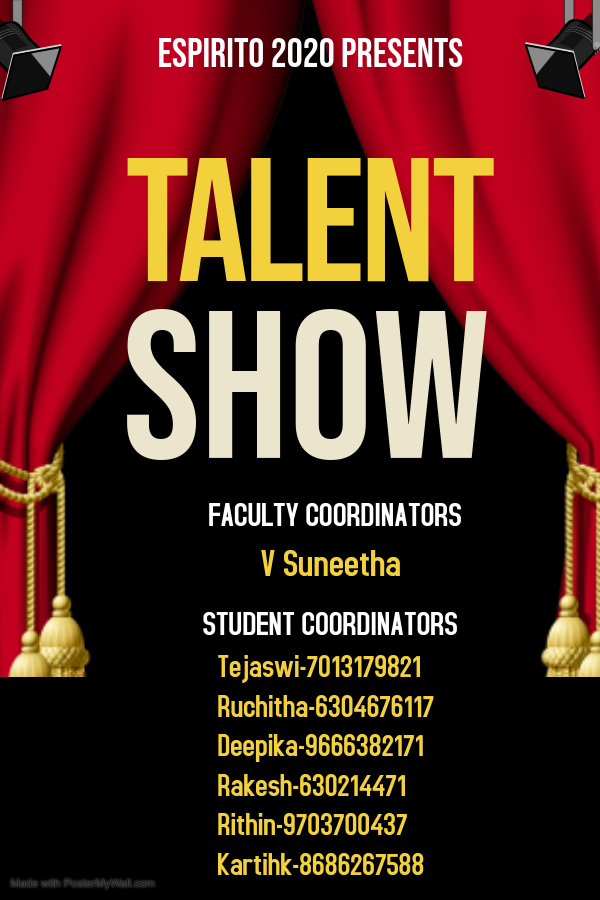 ESPIRITO 2020 PRESENTS
TALENT
SHOW
FACULTY COORDINATORS
V Suneetha
STUDENT COORDINATORS
Tejaswi-7013179821
Ruchitha-6304676117
Deepika-9666382171
Rakesh-630214471
Rithin-9703700437
Kartihk-8686267588
Made with PosterMyWall.com